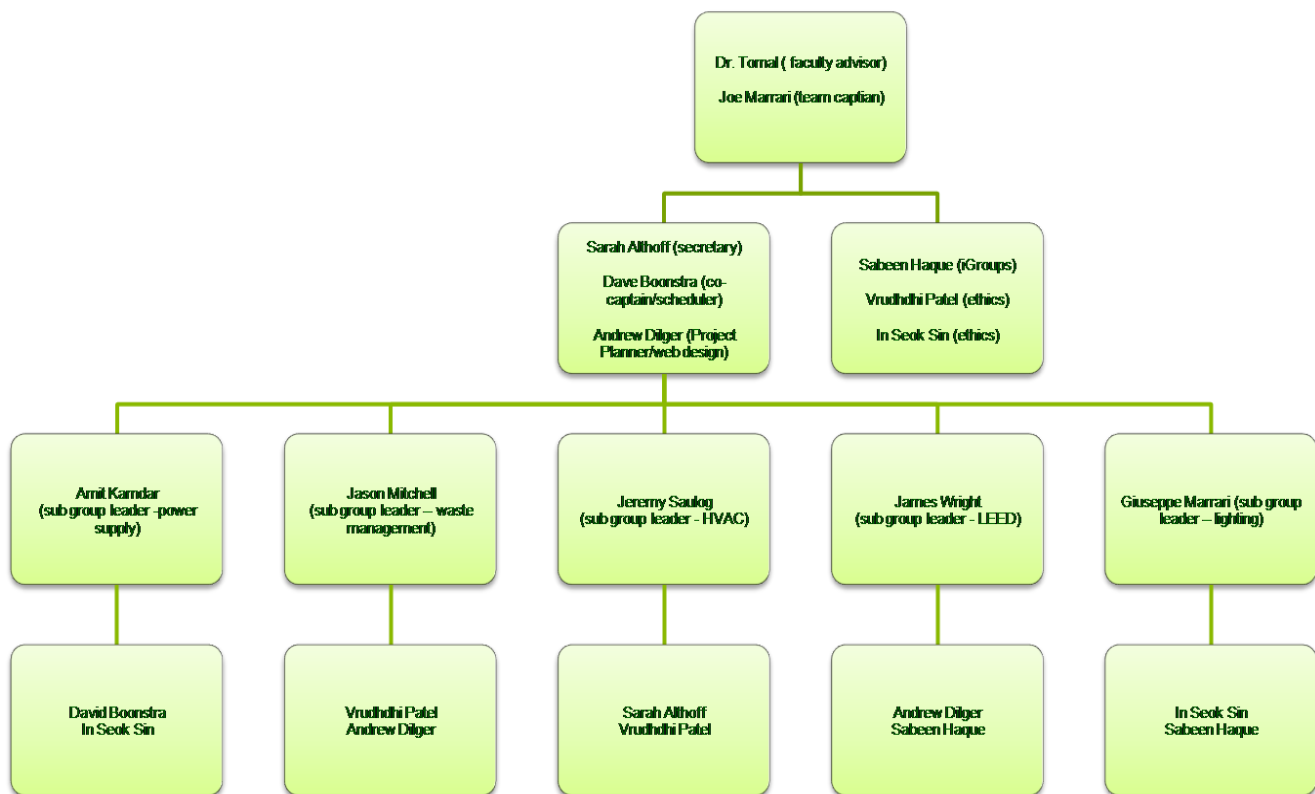 Dr. Tomal ( faculty advisor)
Joe Marrari (team captian)
Sarah Althoff (secretary)
Dave Boonstra (co-
captain/scheduler)
Andrew Dilger (Project
Planner/web design)
Sabeen Haque (iGroups)
Vrudhdhi Patel (ethics)
In Seok Sin (ethics)
Amit Kamdar
(sub group leader -power
supply)
Jason Mitchell
(sub group leader – waste
management)
Jeremy Saulog
(sub group leader - HVAC)
James Wright
(sub group leader - LEED)
Giuseppe Marrari (sub group
leader – lighting)
David Boonstra
In Seok Sin
Vrudhdhi Patel
Andrew Dilger
Sarah Althoff
Vrudhdhi Patel
Andrew Dilger
Sabeen Haque
In Seok Sin
Sabeen Haque